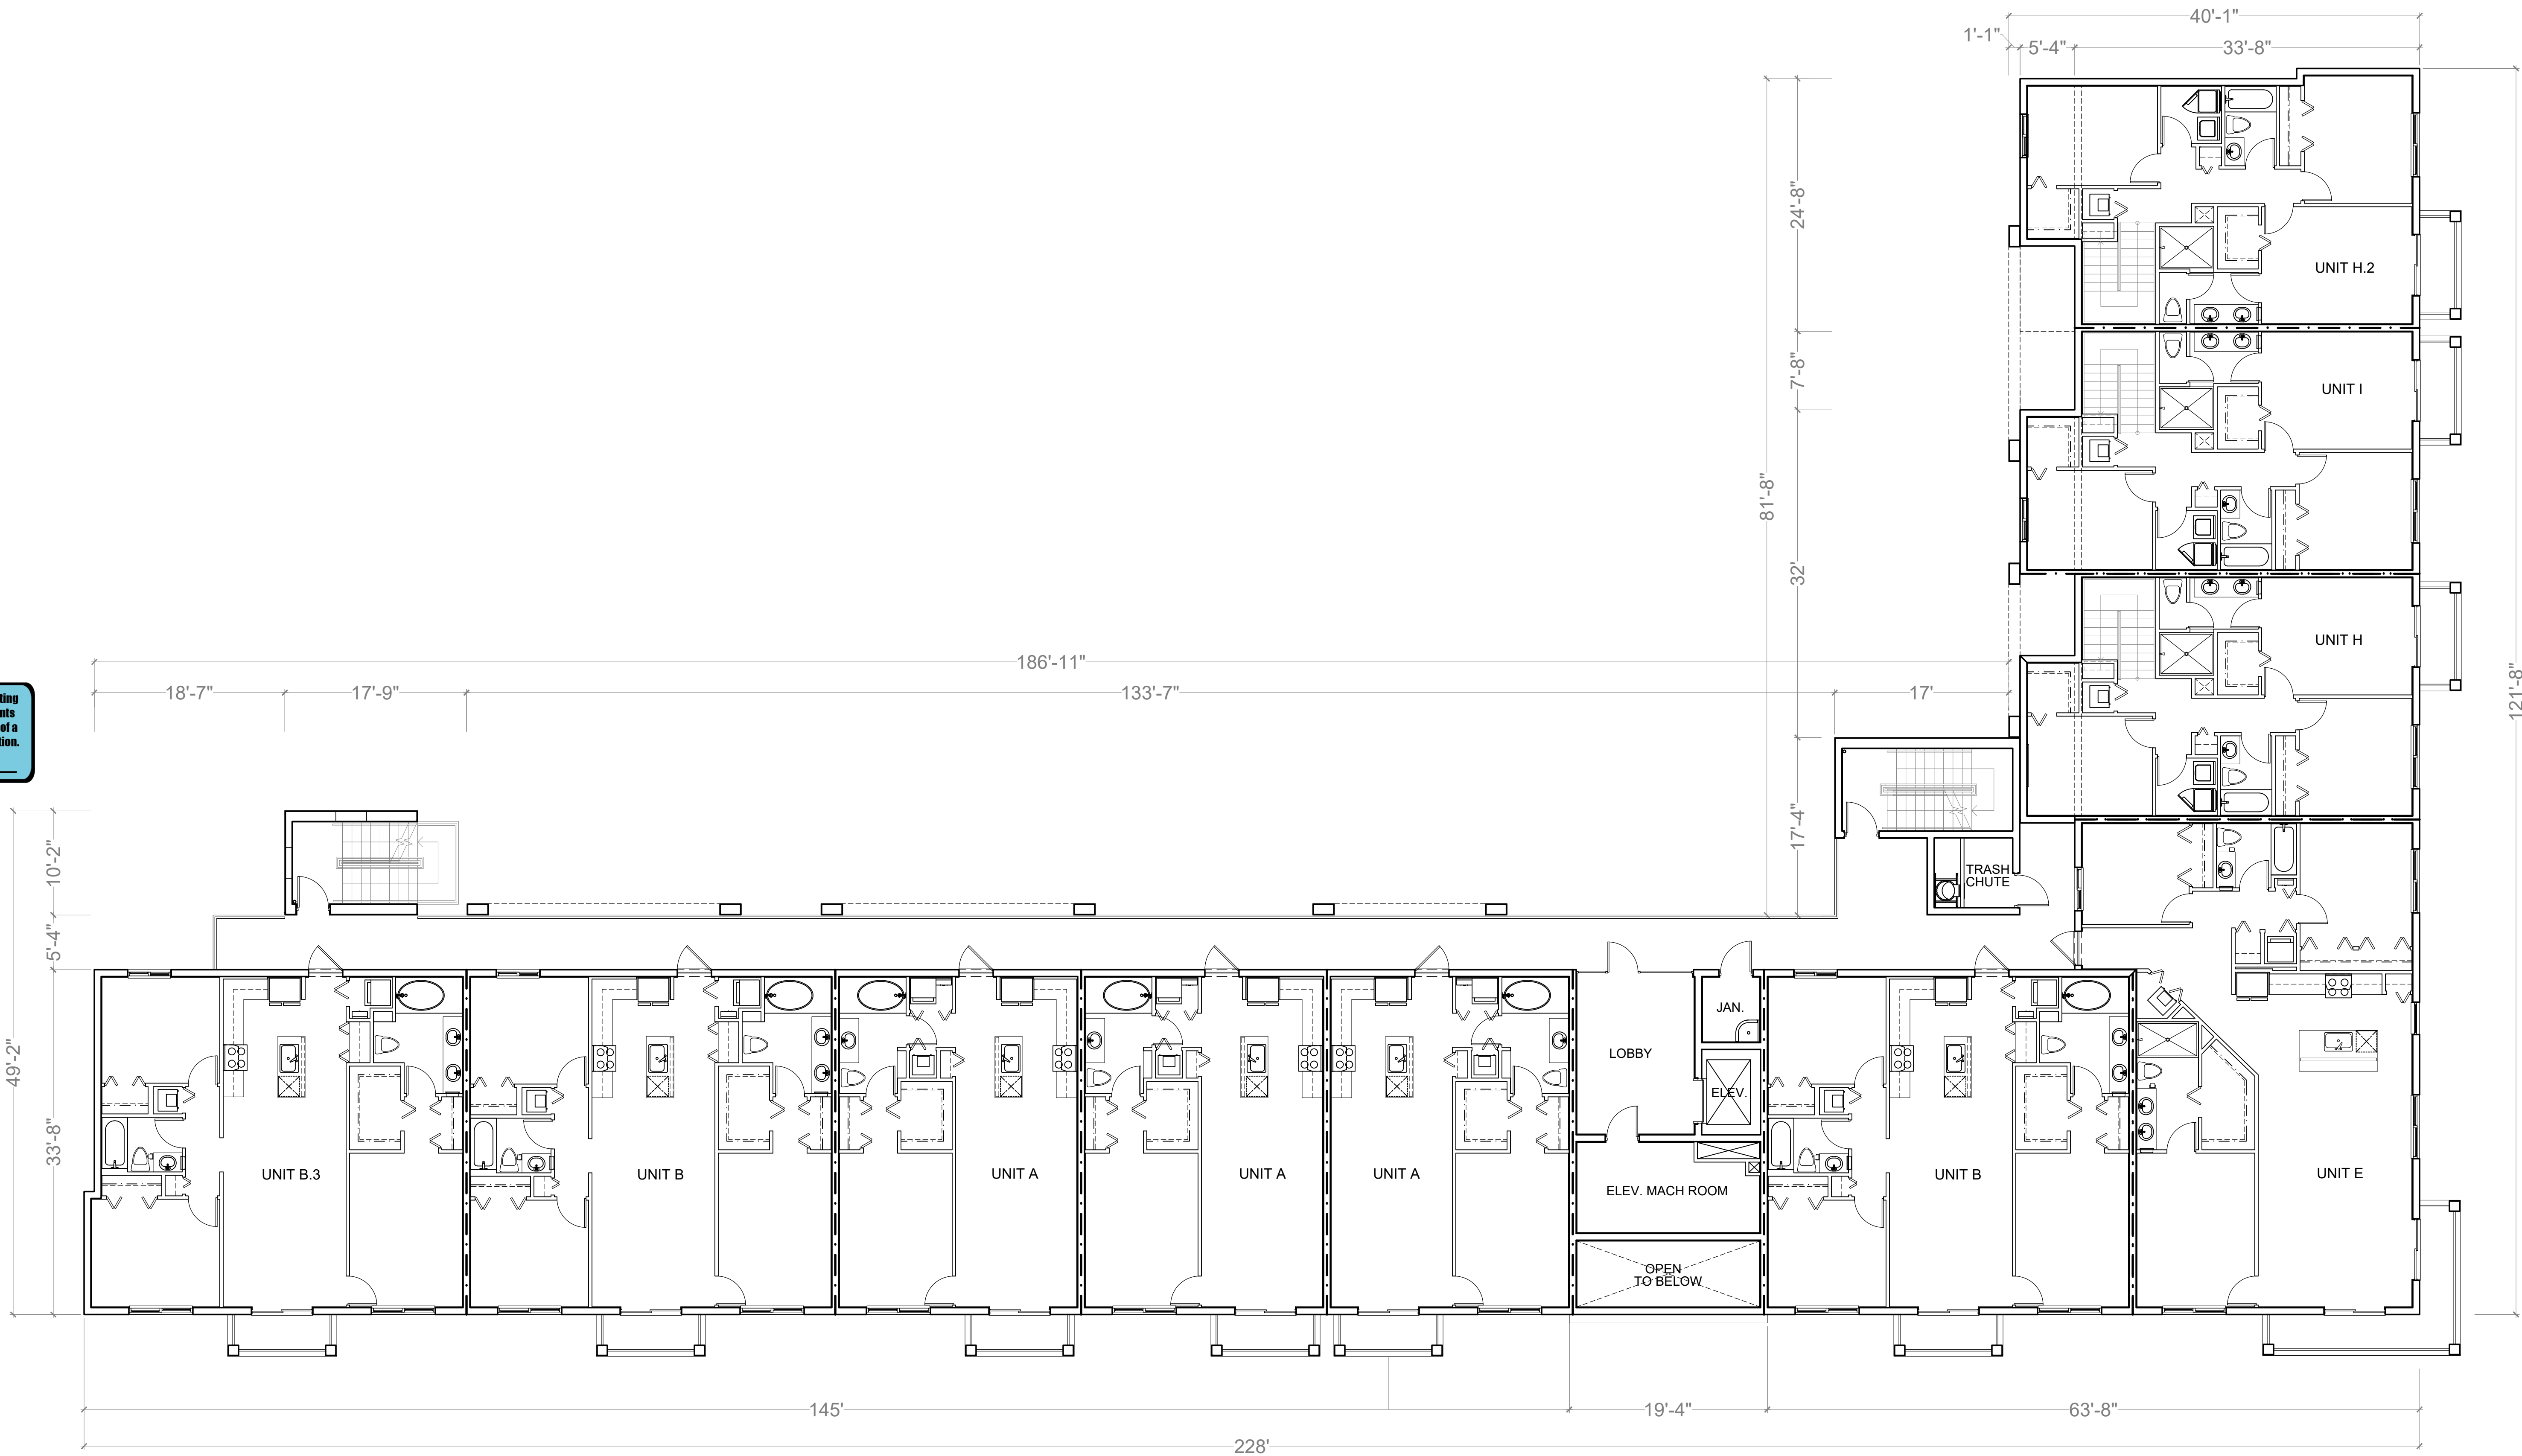 40'-1"
1'-1"
5'-4"
33'-8"
24'-8"
UNIT H.2
7'-8"
UNIT I
81'-8"
32'
UNIT H
121'-8"
186'-11"
18'-7"
17'-9"
133'-7"
17'
of a
17'-4"
TRASH
CHUTE
10'-2"
5'-4"
49'-2"
33'-8"
JAN.
LOBBY
ELEV.
UNIT B.3
UNIT B
UNIT A
UNIT A
UNIT A
ELEV. MACH ROOM
UNIT B
UNIT E
OPEN
TO BELOW
145'
19'-4"
63'-8"
228'